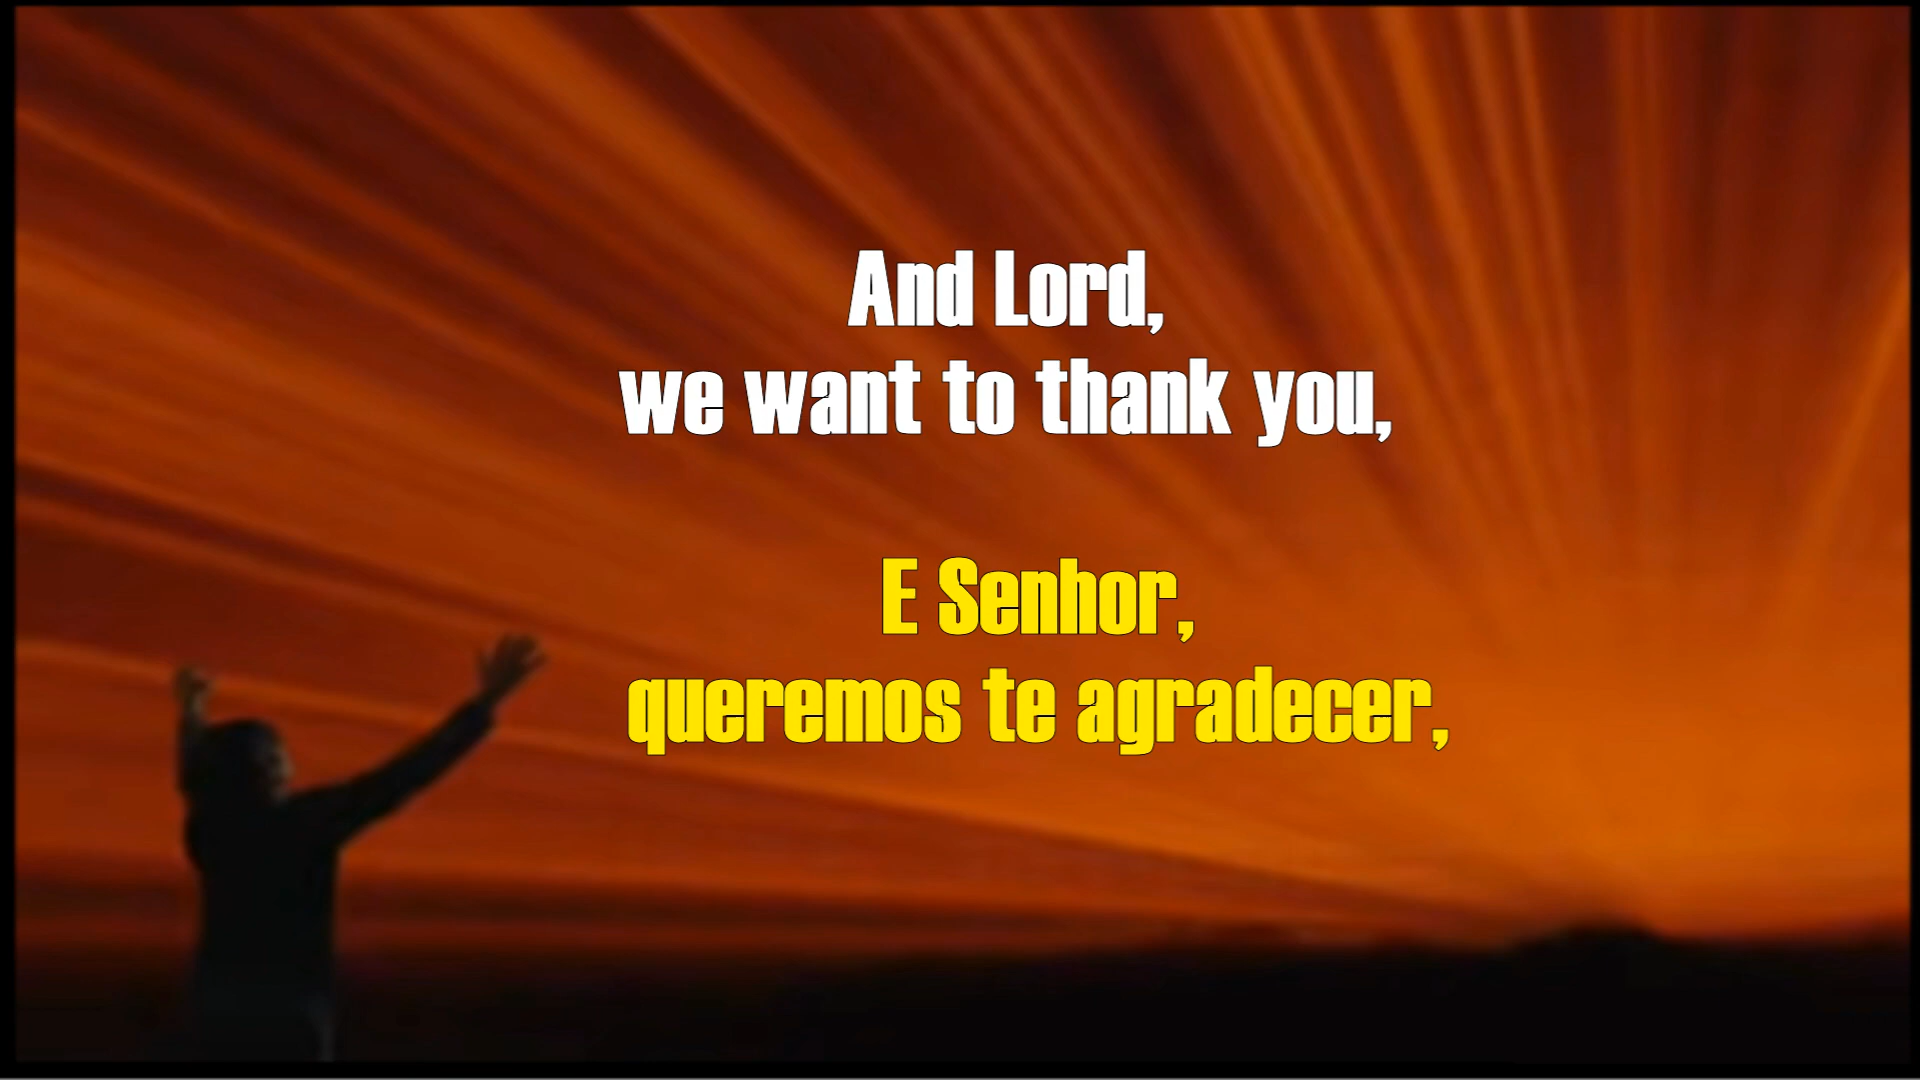 And Lord,
we want to thank you,
E Senhor,
queremos te agradecer,